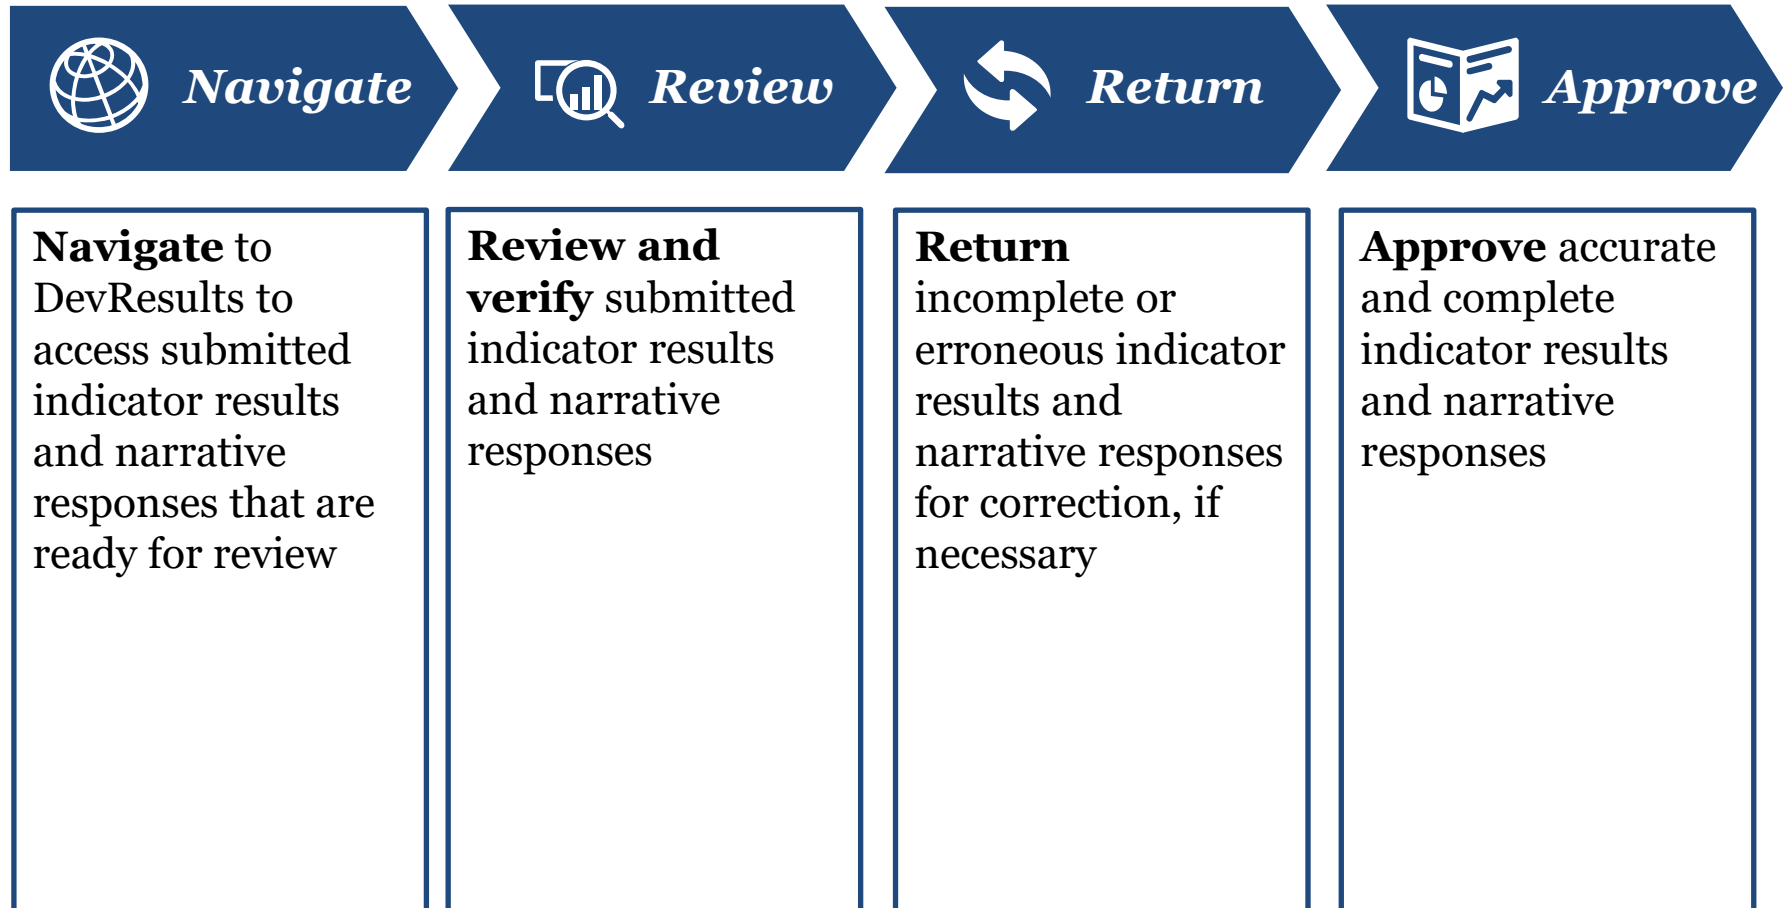 Navigate
Review
Return
Approve
Navigate to
DevResults to
access submitted
indicator results
and narrative
responses that are
ready for review
Review and
verify submitted
indicator results
and narrative
responses
Return
incomplete or
erroneous indicator
results and
narrative responses
for correction, if
necessary
Approve accurate
and complete
indicator results
and narrative
responses